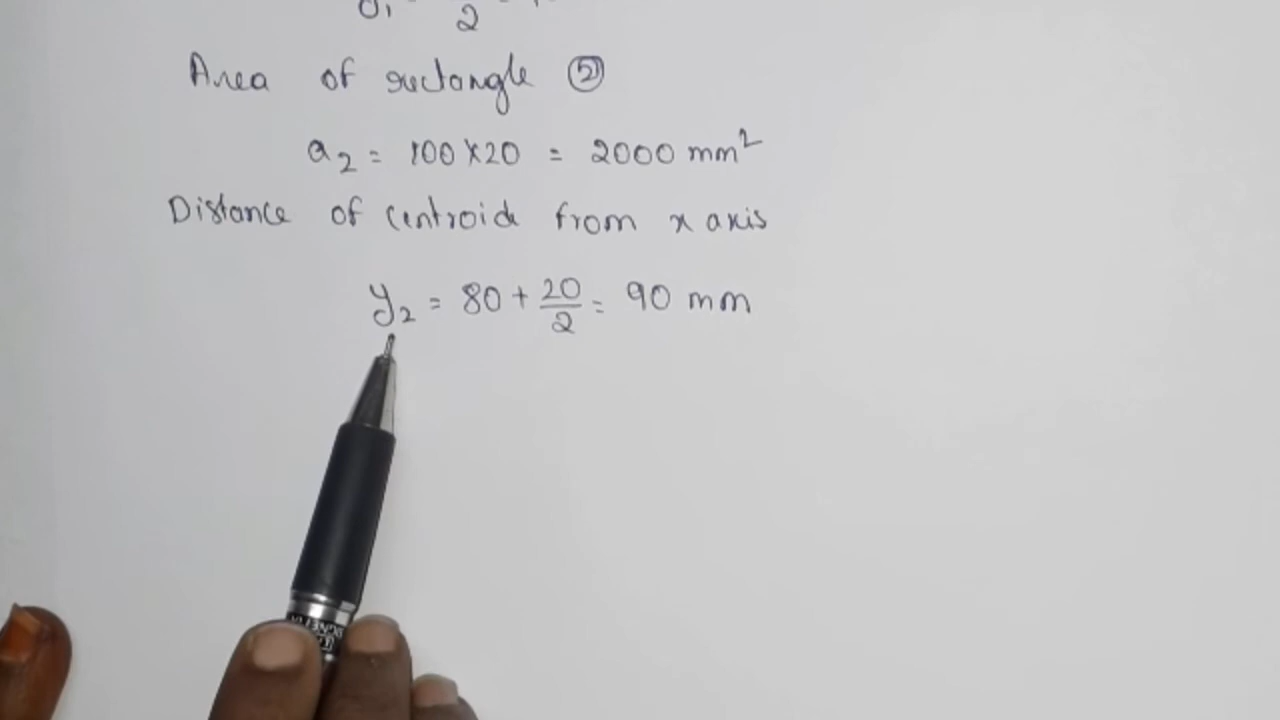 2
Area of rectangle ②
a₂ = 100 × 20 = 2000 mm²
Distance of centroid from x axis
y₂ = 80 + 20/2 = 90 mm